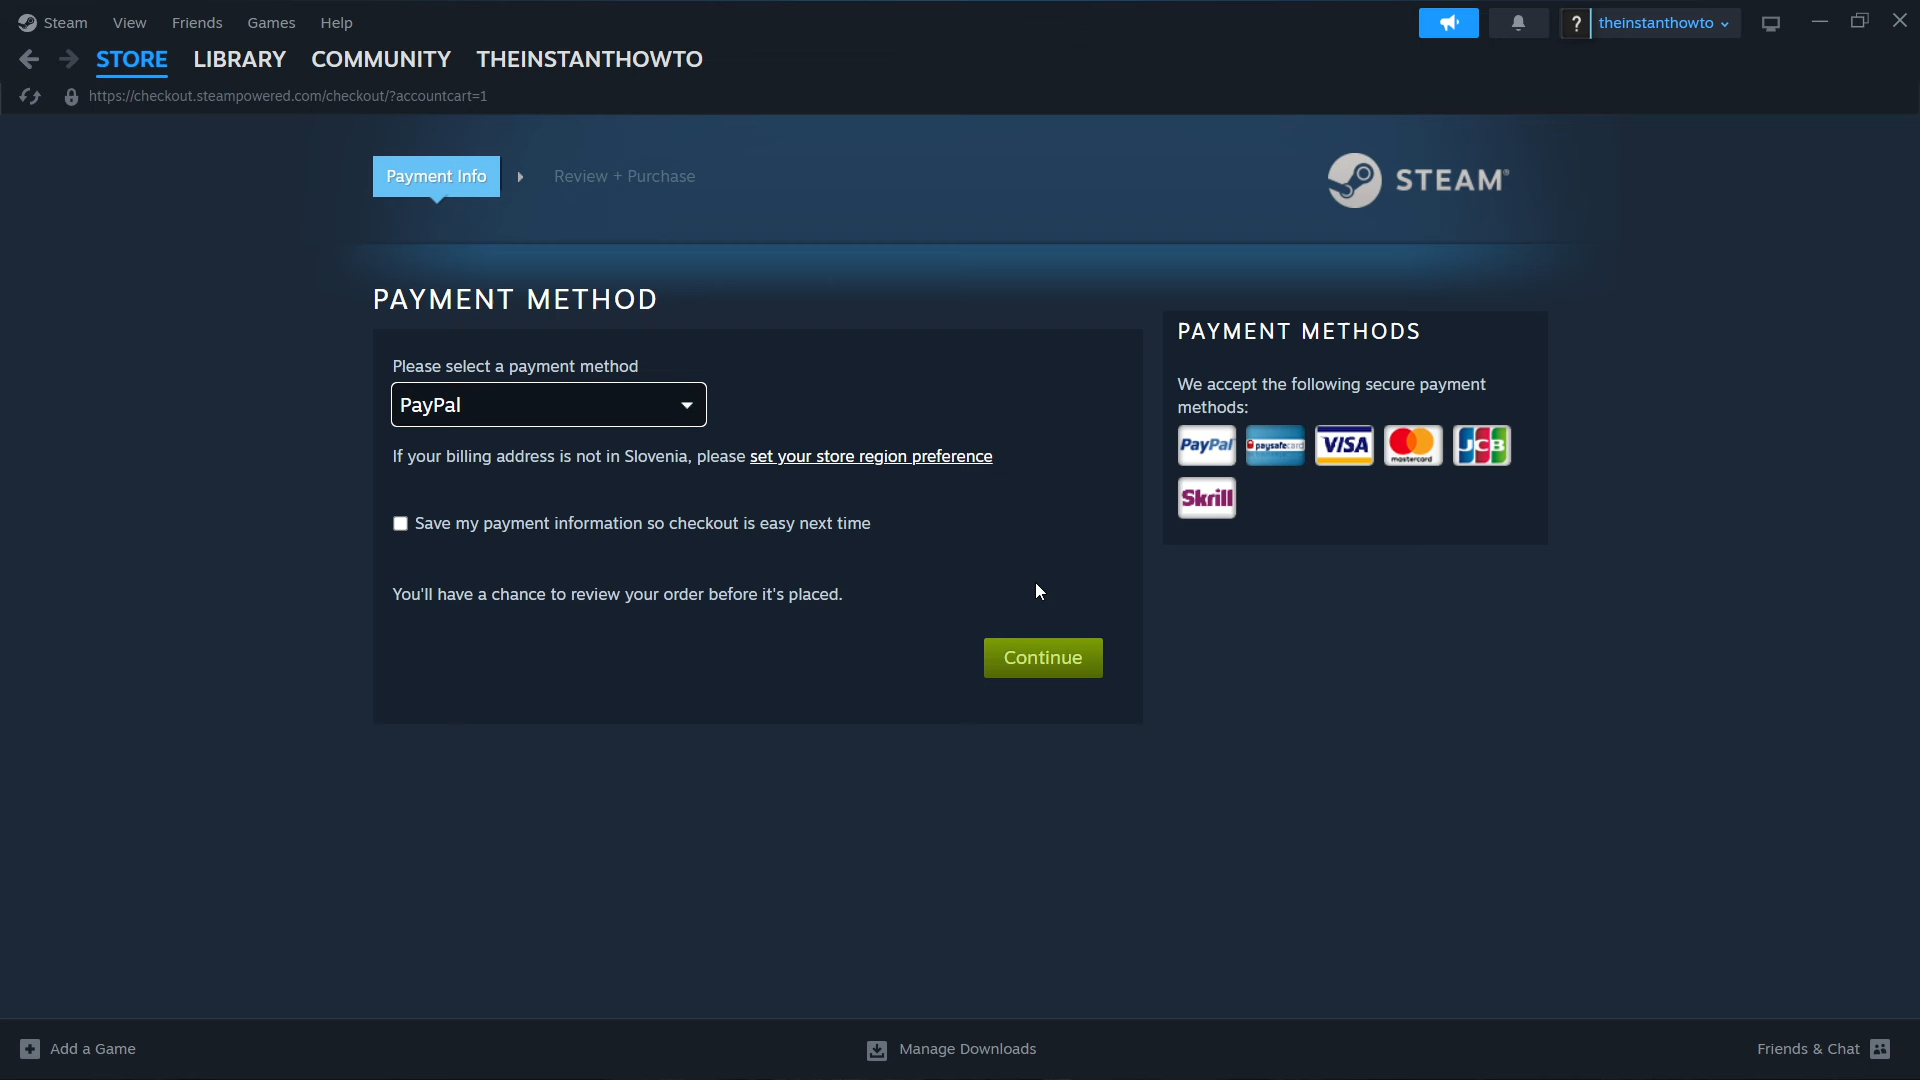 Steam View Friends Games Help
? theinstanthowto
STORE LIBRARY COMMUNITY THEINSTANTHOWTO
https://checkout.steampowered.com/checkout/?accountcart=1
Payment Info Review + Purchase
STEAM®
PAYMENT METHOD
Please select a payment method
PayPal
If your billing address is not in Slovenia, please set your store region preference
Save my payment information so checkout is easy next time
You'll have a chance to review your order before it's placed.
Continue
PAYMENT METHODS
We accept the following secure payment
methods:
PayPal paysafecard VISA mastercard JCB
Skrill
Add a Game
Manage Downloads
Friends & Chat